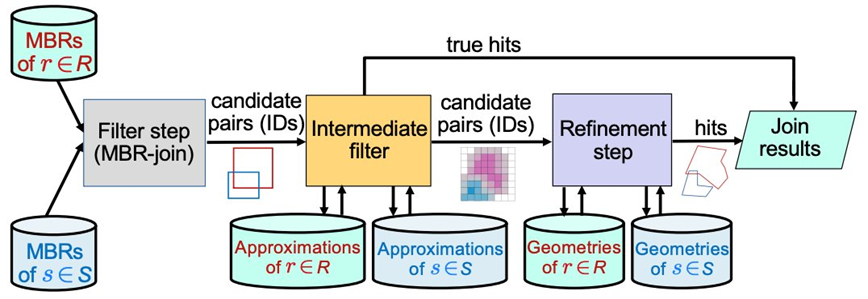 MBRs
of r ∈ R
MBRs
of s ∈ S
Filter step
(MBR-join)
candidate
pairs (IDs)
Intermediate
filter
true hits
candidate
pairs (IDs)
Refinement
step
hits
Join
results
Approximations
of r ∈ R
Approximations
of s ∈ S
Geometries
of r ∈ R
Geometries
of s ∈ S